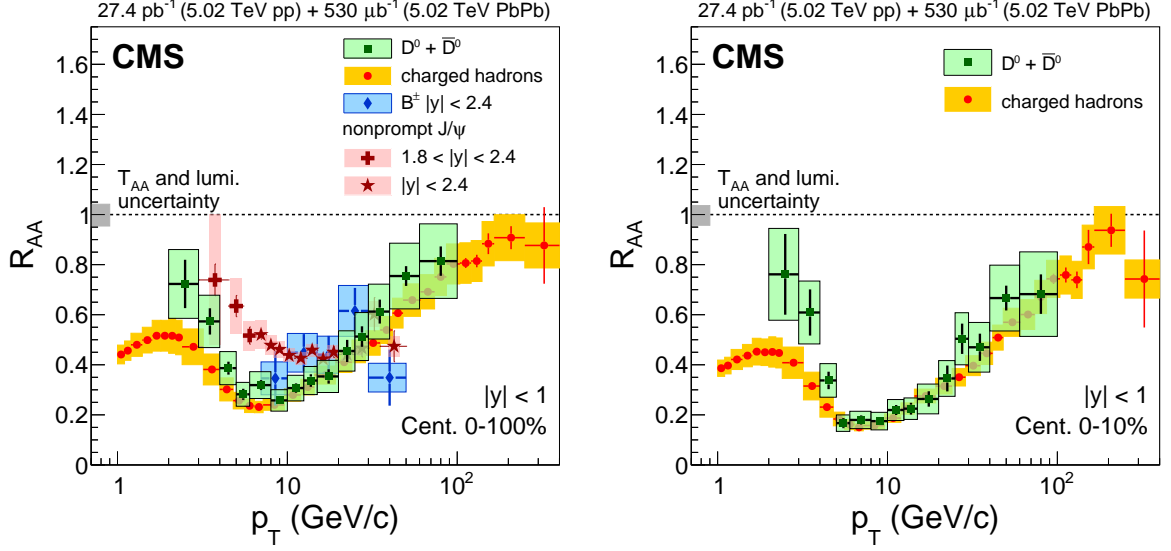 27.4 pb⁻¹ (5.02 TeV pp) + 530 μb⁻¹ (5.02 TeV PbPb)
CMS
D⁰ + D̅⁰
charged hadrons
B± |y| < 2.4
nonprompt J/ψ
1.8 < |y| < 2.4
|y| < 2.4
T_AA and lumi.
uncertainty
|y| < 1
Cent. 0-100%
R_AA
1.6
1.4
1.2
1
0.8
0.6
0.4
0.2
0
1
10
10²
p_T (GeV/c)
27.4 pb⁻¹ (5.02 TeV pp) + 530 μb⁻¹ (5.02 TeV PbPb)
CMS
D⁰ + D̅⁰
charged hadrons
T_AA and lumi.
uncertainty
|y| < 1
Cent. 0-10%
R_AA
1.6
1.4
1.2
1
0.8
0.6
0.4
0.2
0
1
10
10²
p_T (GeV/c)